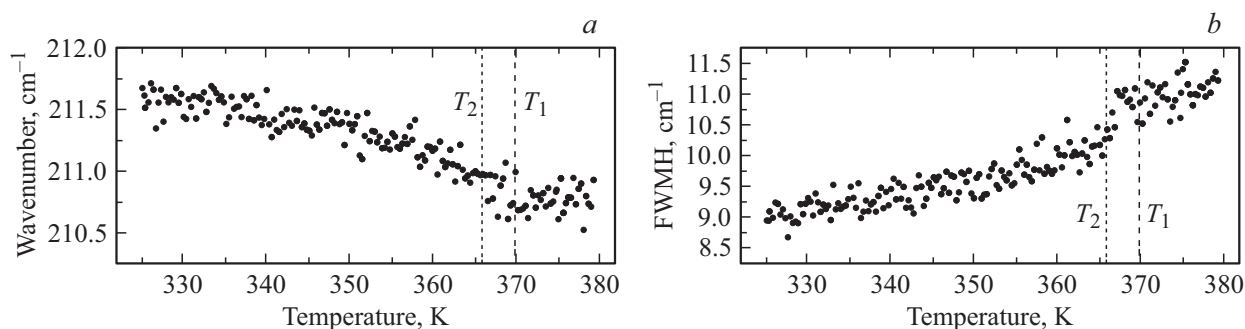 a
212.0
211.5
211.0
210.5
Wavenumber, cm−1
T2
T1
330 340 350 360 370 380
Temperature, K
b
11.5
11.0
10.5
10.0
9.5
9.0
8.5
FWMH, cm−1
T2
T1
330 340 350 360 370 380
Temperature, K